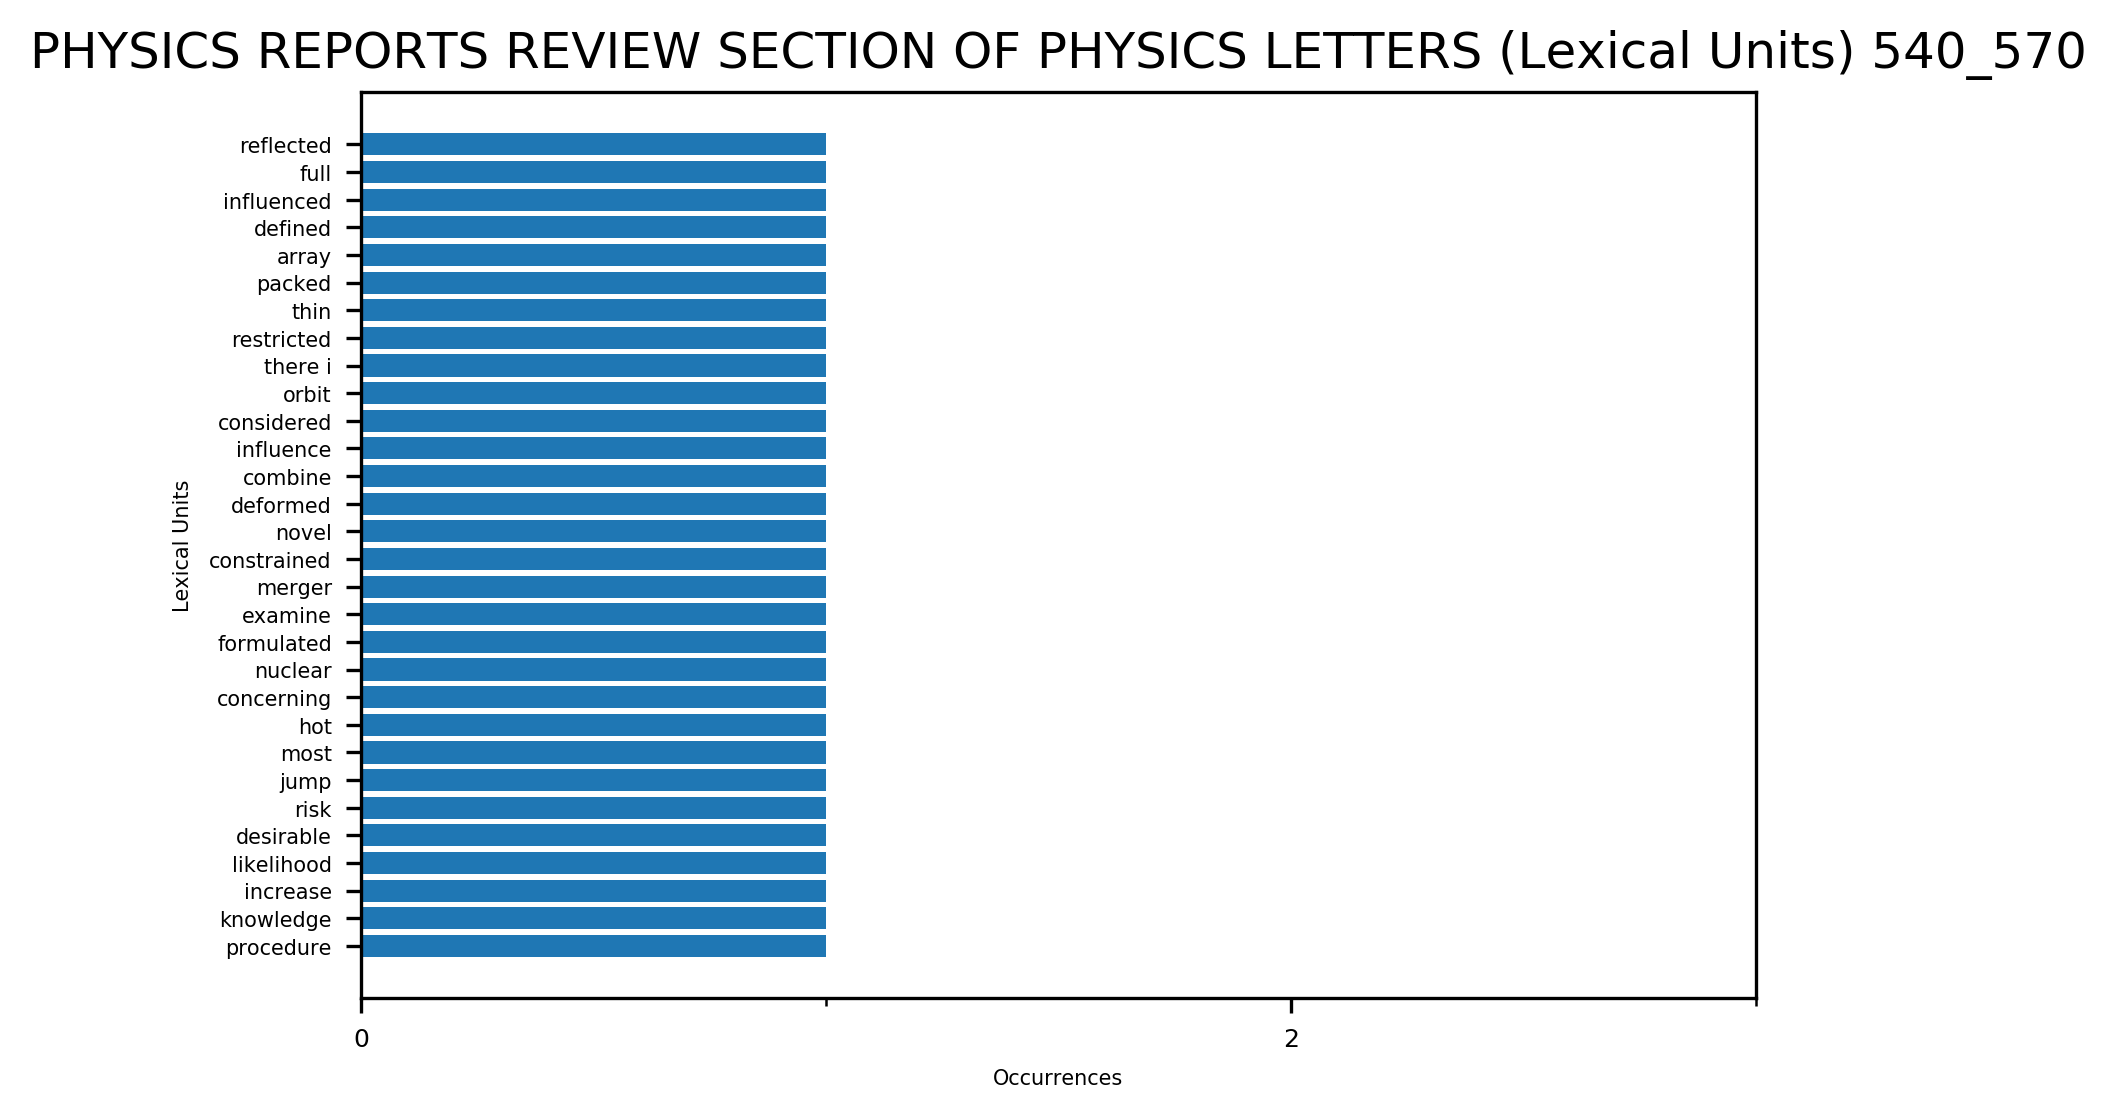 PHYSICS REPORTS REVIEW SECTION OF PHYSICS LETTERS (Lexical Units) 540_570
reflected
full
influenced
defined
array
packed
thin
restricted
there i
orbit
considered
influence
combine
deformed
novel
constrained
merger
examine
formulated
nuclear
concerning
hot
most
jump
risk
desirable
likelihood
increase
knowledge
procedure
Lexical Units
0 2
Occurrences